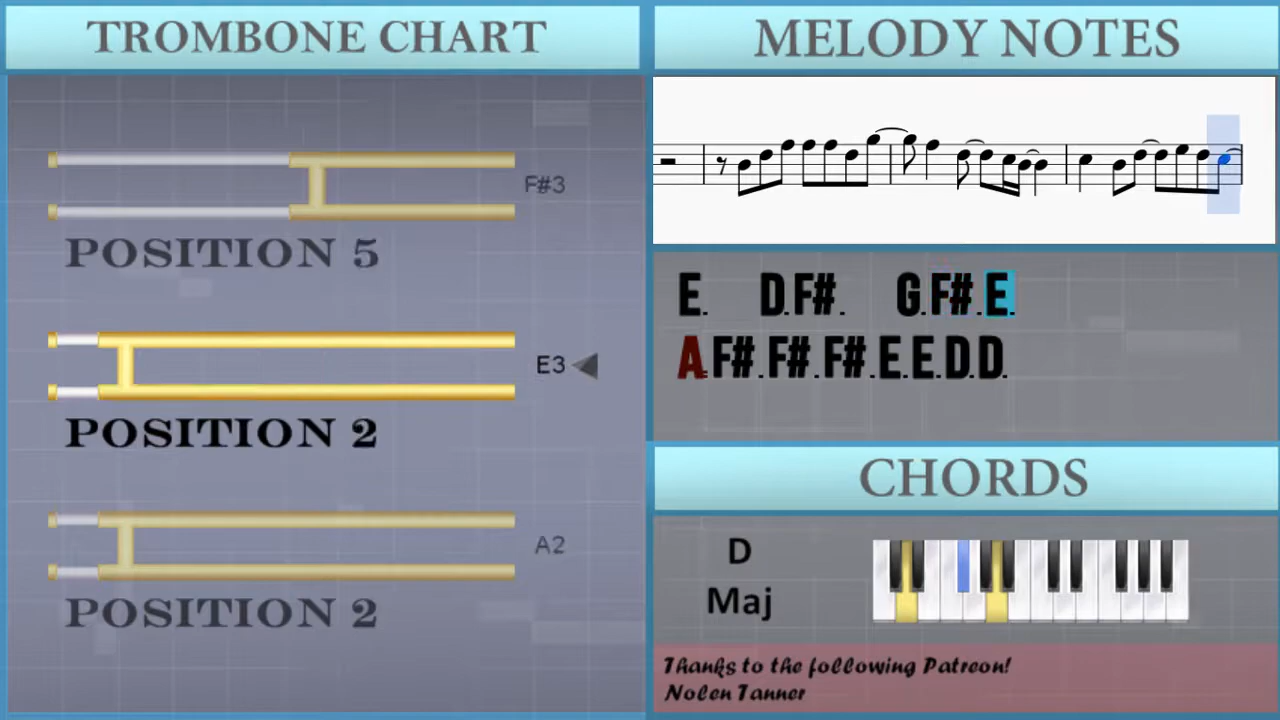 TROMBONE CHART
F#3
POSITION 5
E3
POSITION 2
A2
POSITION 2
MELODY NOTES
E. D.F#. G.F#.E.
A.F#.F#.F#.E.E.D.D.
CHORDS
D
Maj
Thanks to the following Patreon!
Nolen Tanner